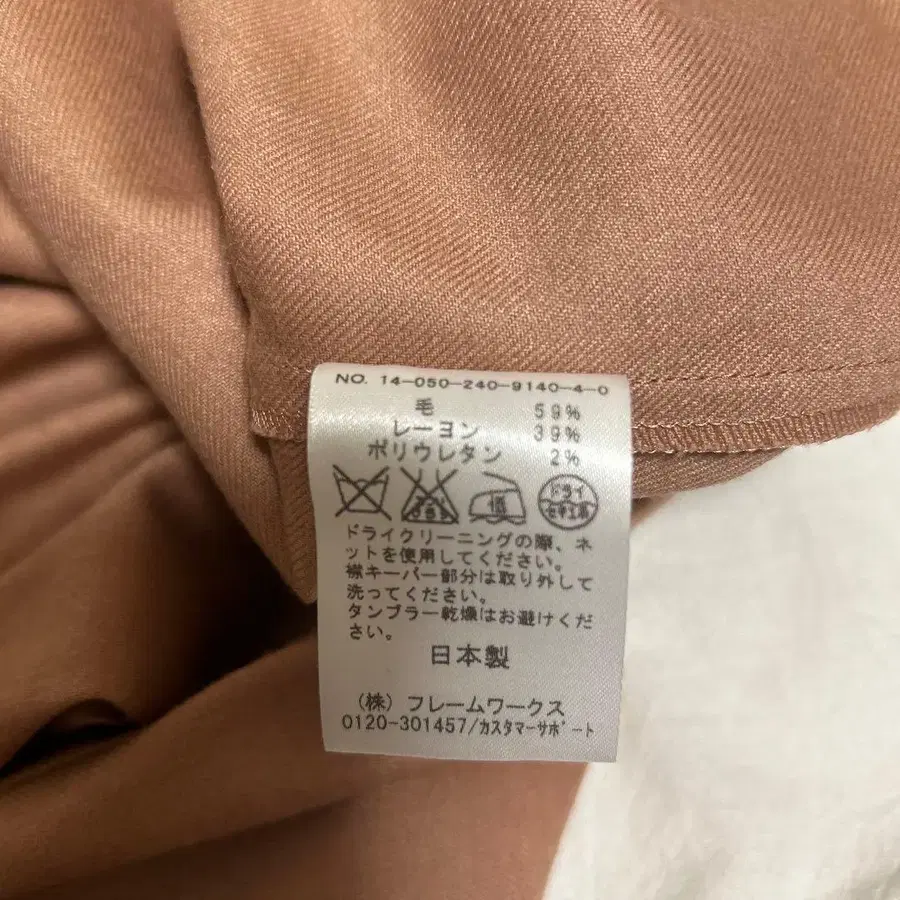 NO. 14-050-240-9140-4-0
毛 59%
レーヨン 39%
ポリウレタン 2%
低
ドライ
セキユ系
ドライクリーニングの際、ネ
ットを使用してください。
襟キーパー部分は取り外して
洗ってください。
タンブラー乾燥はお避けくだ
さい。
日本製
(株) フレームワークス
0120-301457/カスタマーサポート